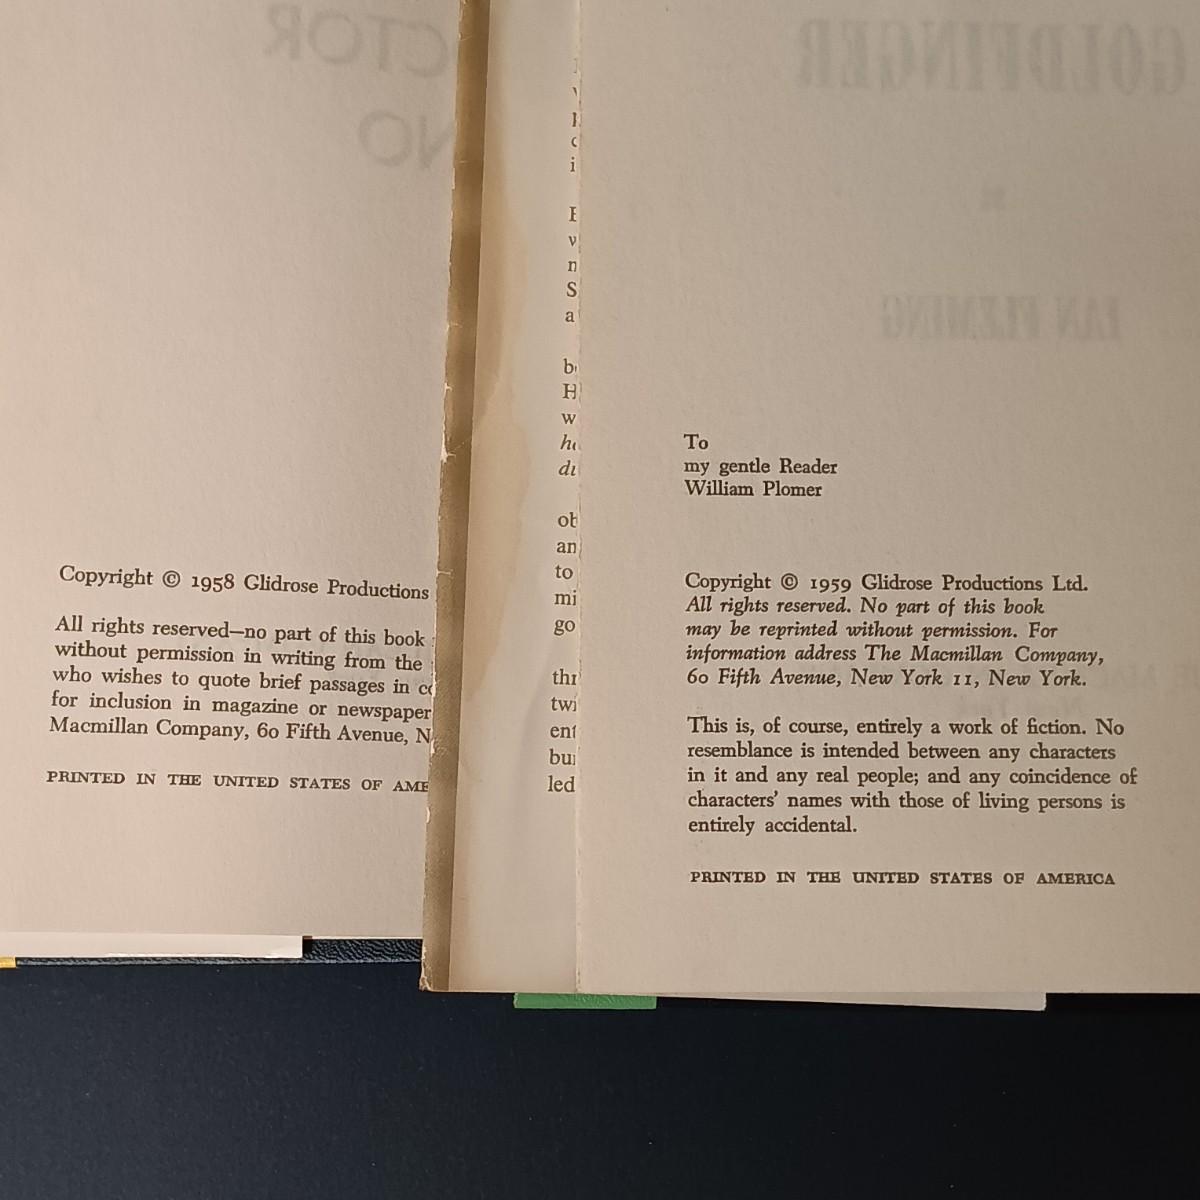 DOCTOR
NO
Copyright © 1958 Glidrose Productions
All rights reserved—no part of this book
without permission in writing from the
who wishes to quote brief passages in
for inclusion in magazine or newspaper
Macmillan Company, 60 Fifth Avenue, N
PRINTED IN THE UNITED STATES OF AME
GOLDFINGER
IAN FLEMING
To
my gentle Reader
William Plomer
Copyright © 1959 Glidrose Productions Ltd.
All rights reserved. No part of this book
may be reprinted without permission. For
information address The Macmillan Company,
60 Fifth Avenue, New York 11, New York.
This is, of course, entirely a work of fiction. No
resemblance is intended between any characters
in it and any real people; and any coincidence of
characters' names with those of living persons is
entirely accidental.
PRINTED IN THE UNITED STATES OF AMERICA